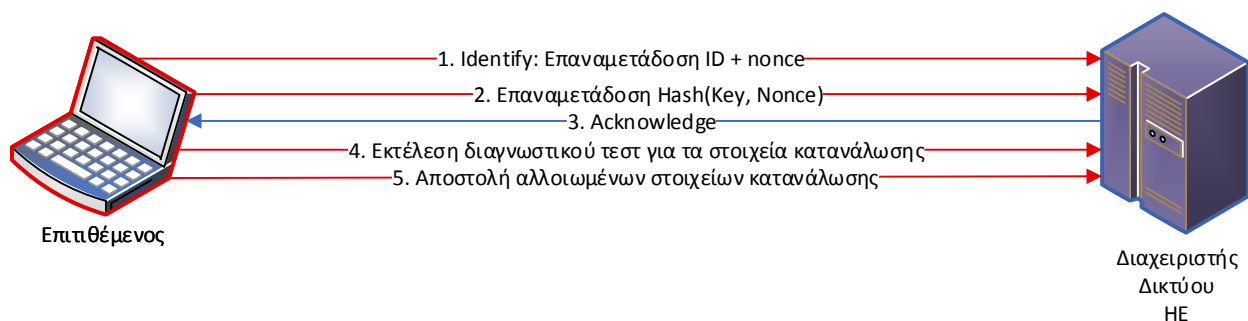 1. Identify: Επαναμετάδοση ID + nonce
2. Επαναμετάδοση Hash(Key, Nonce)
3. Acknowledge
4. Εκτέλεση διαγνωστικού τεστ για τα στοιχεία κατανάλωσης
5. Αποστολή αλλοιωμένων στοιχείων κατανάλωσης
Επιτιθέμενος
Διαχειριστής
Δικτύου
ΗΕ